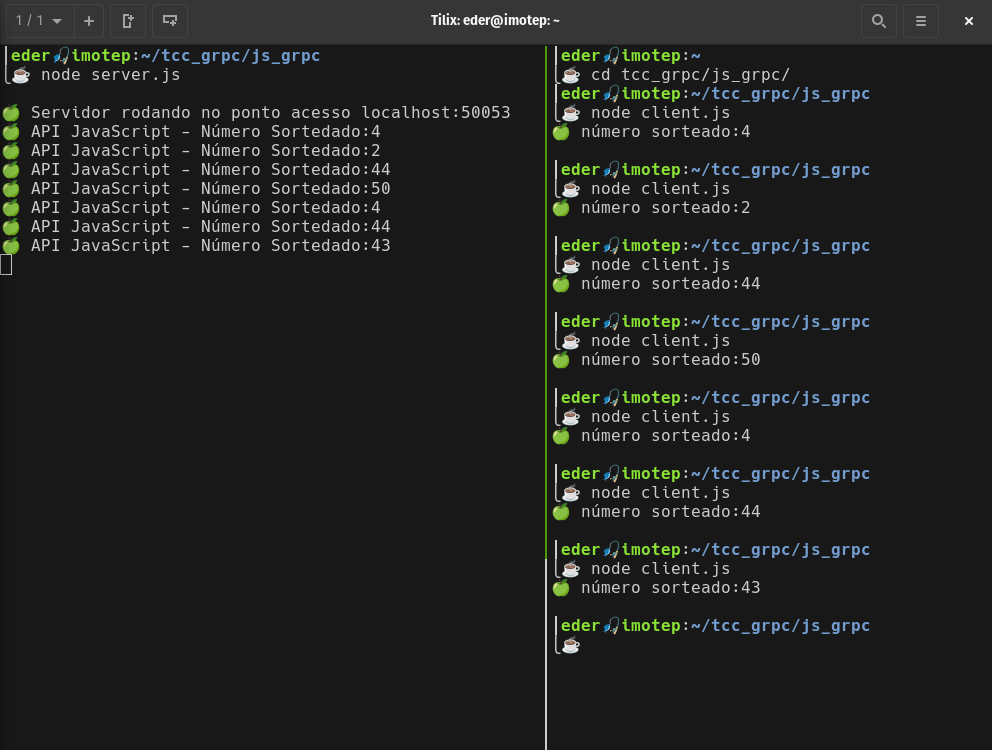 1 / 1
Tilix: eder@imotep: ~
eder🎣imotep:~/tcc_grpc/js_grpc
☕ node server.js
🍏 Servidor rodando no ponto acesso localhost:50053
🍏 API JavaScript - Número Sortedado:4
🍏 API JavaScript - Número Sortedado:2
🍏 API JavaScript - Número Sortedado:44
🍏 API JavaScript - Número Sortedado:50
🍏 API JavaScript - Número Sortedado:4
🍏 API JavaScript - Número Sortedado:44
🍏 API JavaScript - Número Sortedado:43
eder🎣imotep:~
☕ cd tcc_grpc/js_grpc/
eder🎣imotep:~/tcc_grpc/js_grpc
☕ node client.js
🍏 número sorteado:4
eder🎣imotep:~/tcc_grpc/js_grpc
☕ node client.js
🍏 número sorteado:2
eder🎣imotep:~/tcc_grpc/js_grpc
☕ node client.js
🍏 número sorteado:44
eder🎣imotep:~/tcc_grpc/js_grpc
☕ node client.js
🍏 número sorteado:50
eder🎣imotep:~/tcc_grpc/js_grpc
☕ node client.js
🍏 número sorteado:4
eder🎣imotep:~/tcc_grpc/js_grpc
☕ node client.js
🍏 número sorteado:44
eder🎣imotep:~/tcc_grpc/js_grpc
☕ node client.js
🍏 número sorteado:43
eder🎣imotep:~/tcc_grpc/js_grpc
☕